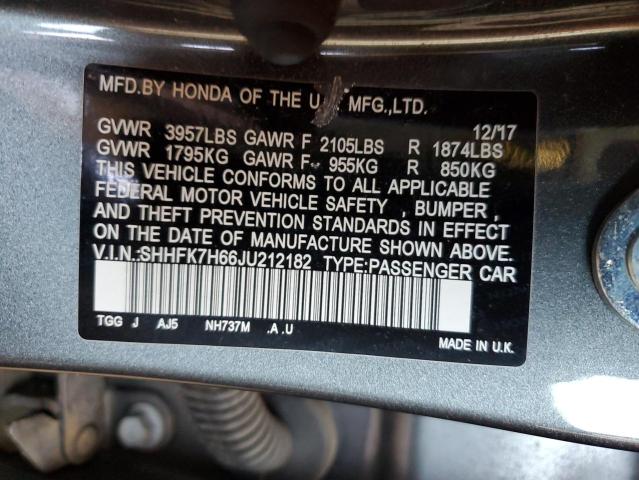 MFD.BY HONDA OF THE U. MFG.,LTD.
12/17
GVWR 3957LBS GAWR F 2105LBS R 1874LBS
GVWR 1795KG GAWR F 955KG R 850KG
THIS VEHICLE CONFORMS TO ALL APPLICABLE
FEDERAL MOTOR VEHICLE SAFETY , BUMPER ,
AND THEFT PREVENTION STANDARDS IN EFFECT
ON THE DATE OF MANUFACTURE SHOWN ABOVE.
V.I.N.:SHHFK7H66JU212182 TYPE:PASSENGER CAR
TGG J AJ5 NH737M .A .U
MADE IN U.K.